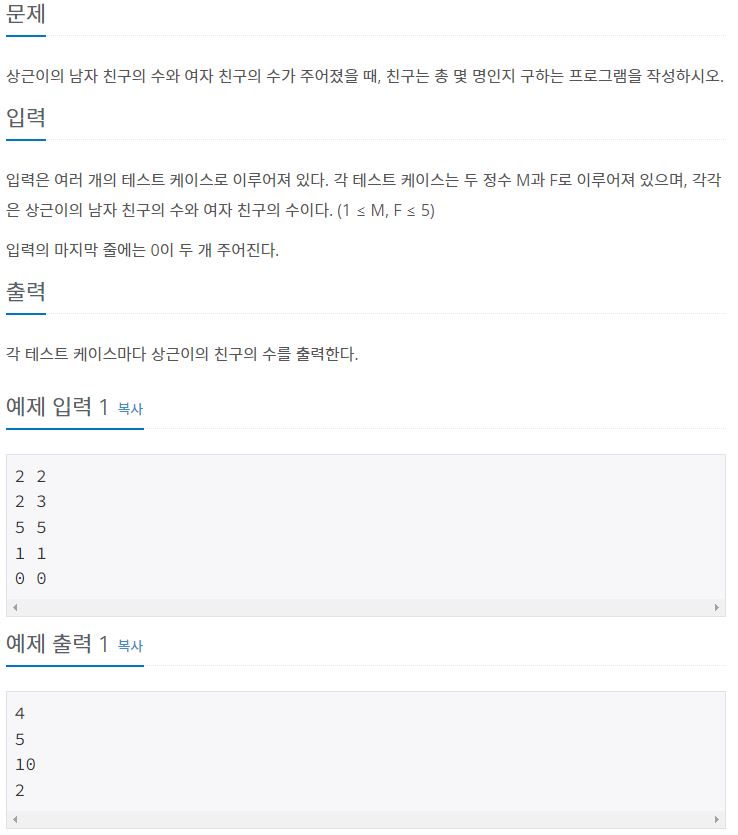 문제
상근이의 남자 친구의 수와 여자 친구의 수가 주어졌을 때, 친구는 총 몇 명인지 구하는 프로그램을 작성하시오.
입력
입력은 여러 개의 테스트 케이스로 이루어져 있다. 각 테스트 케이스는 두 정수 M과 F로 이루어져 있으며, 각각
은 상근이의 남자 친구의 수와 여자 친구의 수이다. (1 ≤ M, F ≤ 5)
입력의 마지막 줄에는 0이 두 개 주어진다.
출력
각 테스트 케이스마다 상근이의 친구의 수를 출력한다.
예제 입력 1 복사
2 2
2 3
5 5
1 1
0 0
예제 출력 1 복사
4
5
10
2